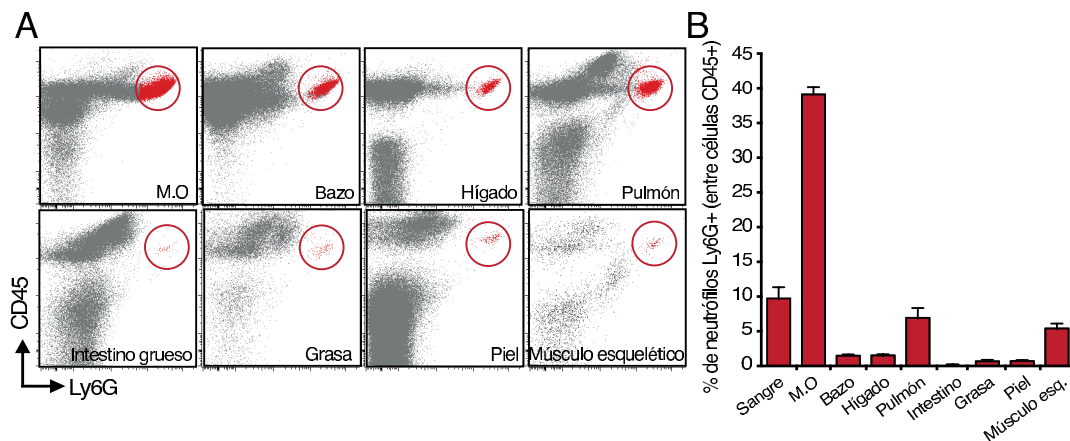 A
M.O
Bazo
Hígado
Pulmón
Intestino grueso
Grasa
Piel
Músculo esquelético
CD45
Ly6G
B
% de neutrófilos Ly6G+ (entre células CD45+)
45
40
35
30
25
20
15
10
5
0
Sangre
M.O
Bazo
Hígado
Pulmón
Intestino
Grasa
Piel
Músculo esq.